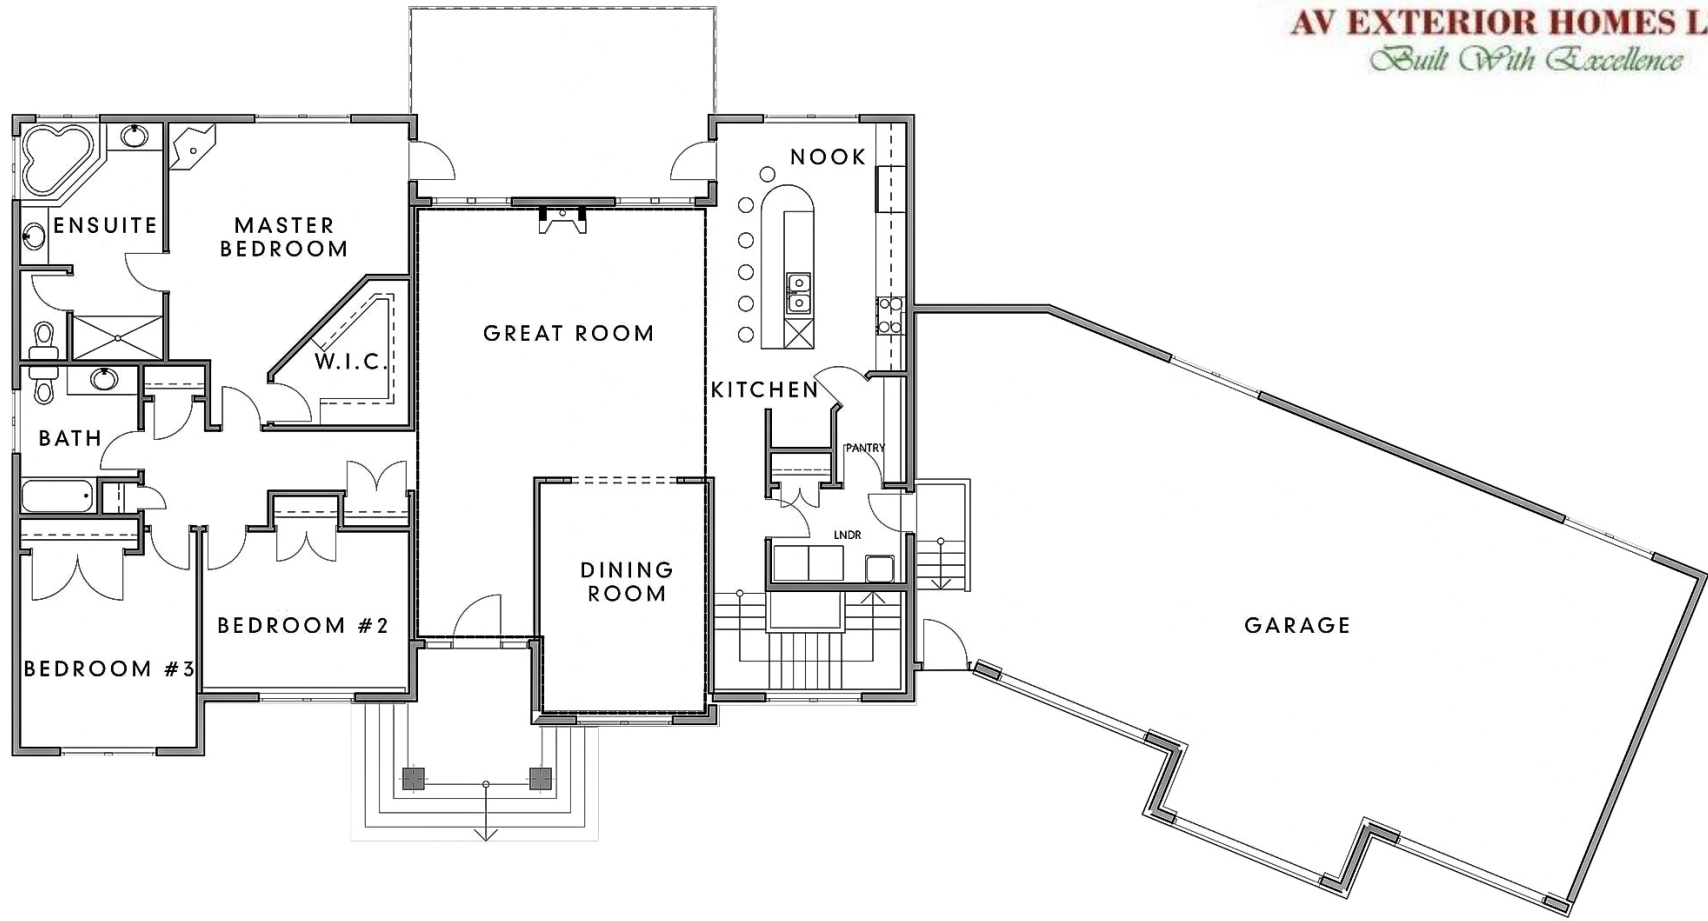 AV EXTERIOR HOMES L
Built With Excellence
NOOK
ENSUITE
MASTER
BEDROOM
GREAT ROOM
W.I.C.
KITCHEN
BATH
PANTRY
LNDR
DINING
ROOM
BEDROOM #2
GARAGE
BEDROOM #3